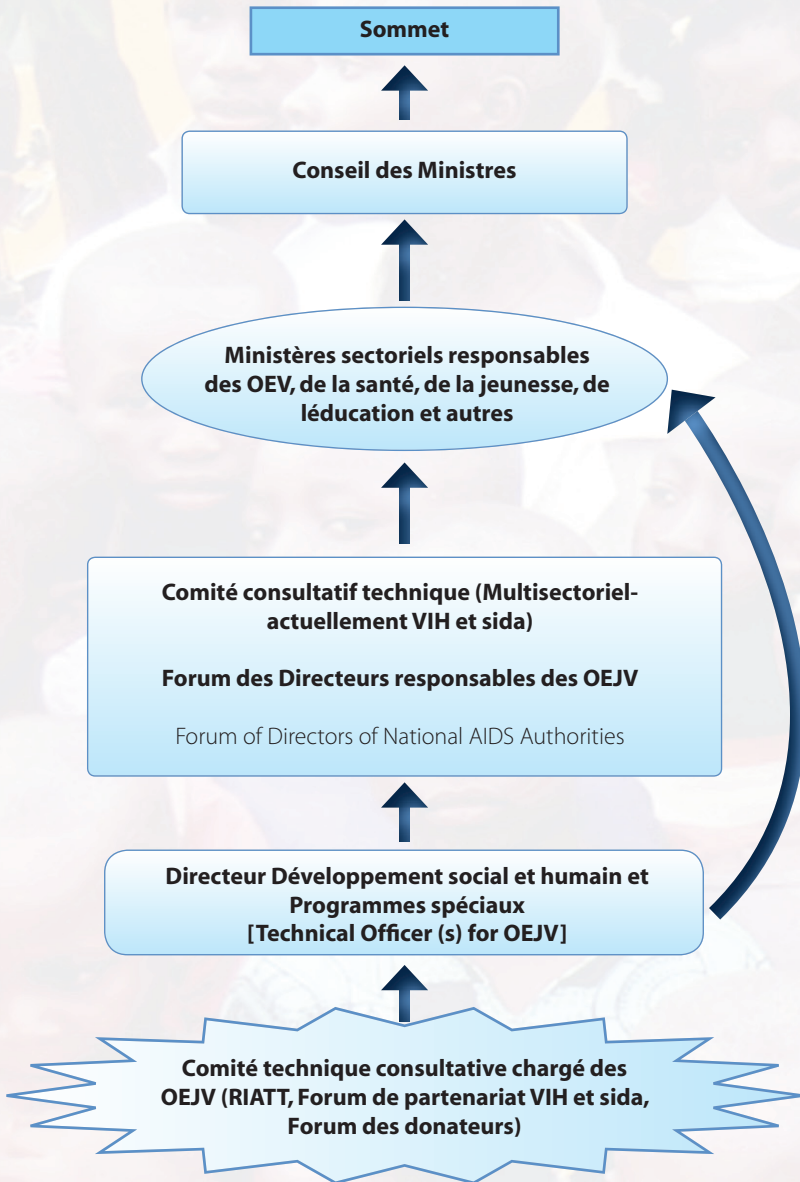 Sommet
Conseil des Ministres
Ministères sectoriels responsables
des OEV, de la santé, de la jeunesse, de
léducation et autres
Comité consultatif technique (Multisectoriel-
actuellement VIH et sida)
Forum des Directeurs responsables des OEJV
Forum of Directors of National AIDS Authorities
Directeur Développement social et humain et
Programmes spéciaux
[Technical Officer (s) for OEJV]
Comité technique consultative chargé des
OEJV (RIATT, Forum de partenariat VIH et sida,
Forum des donateurs)